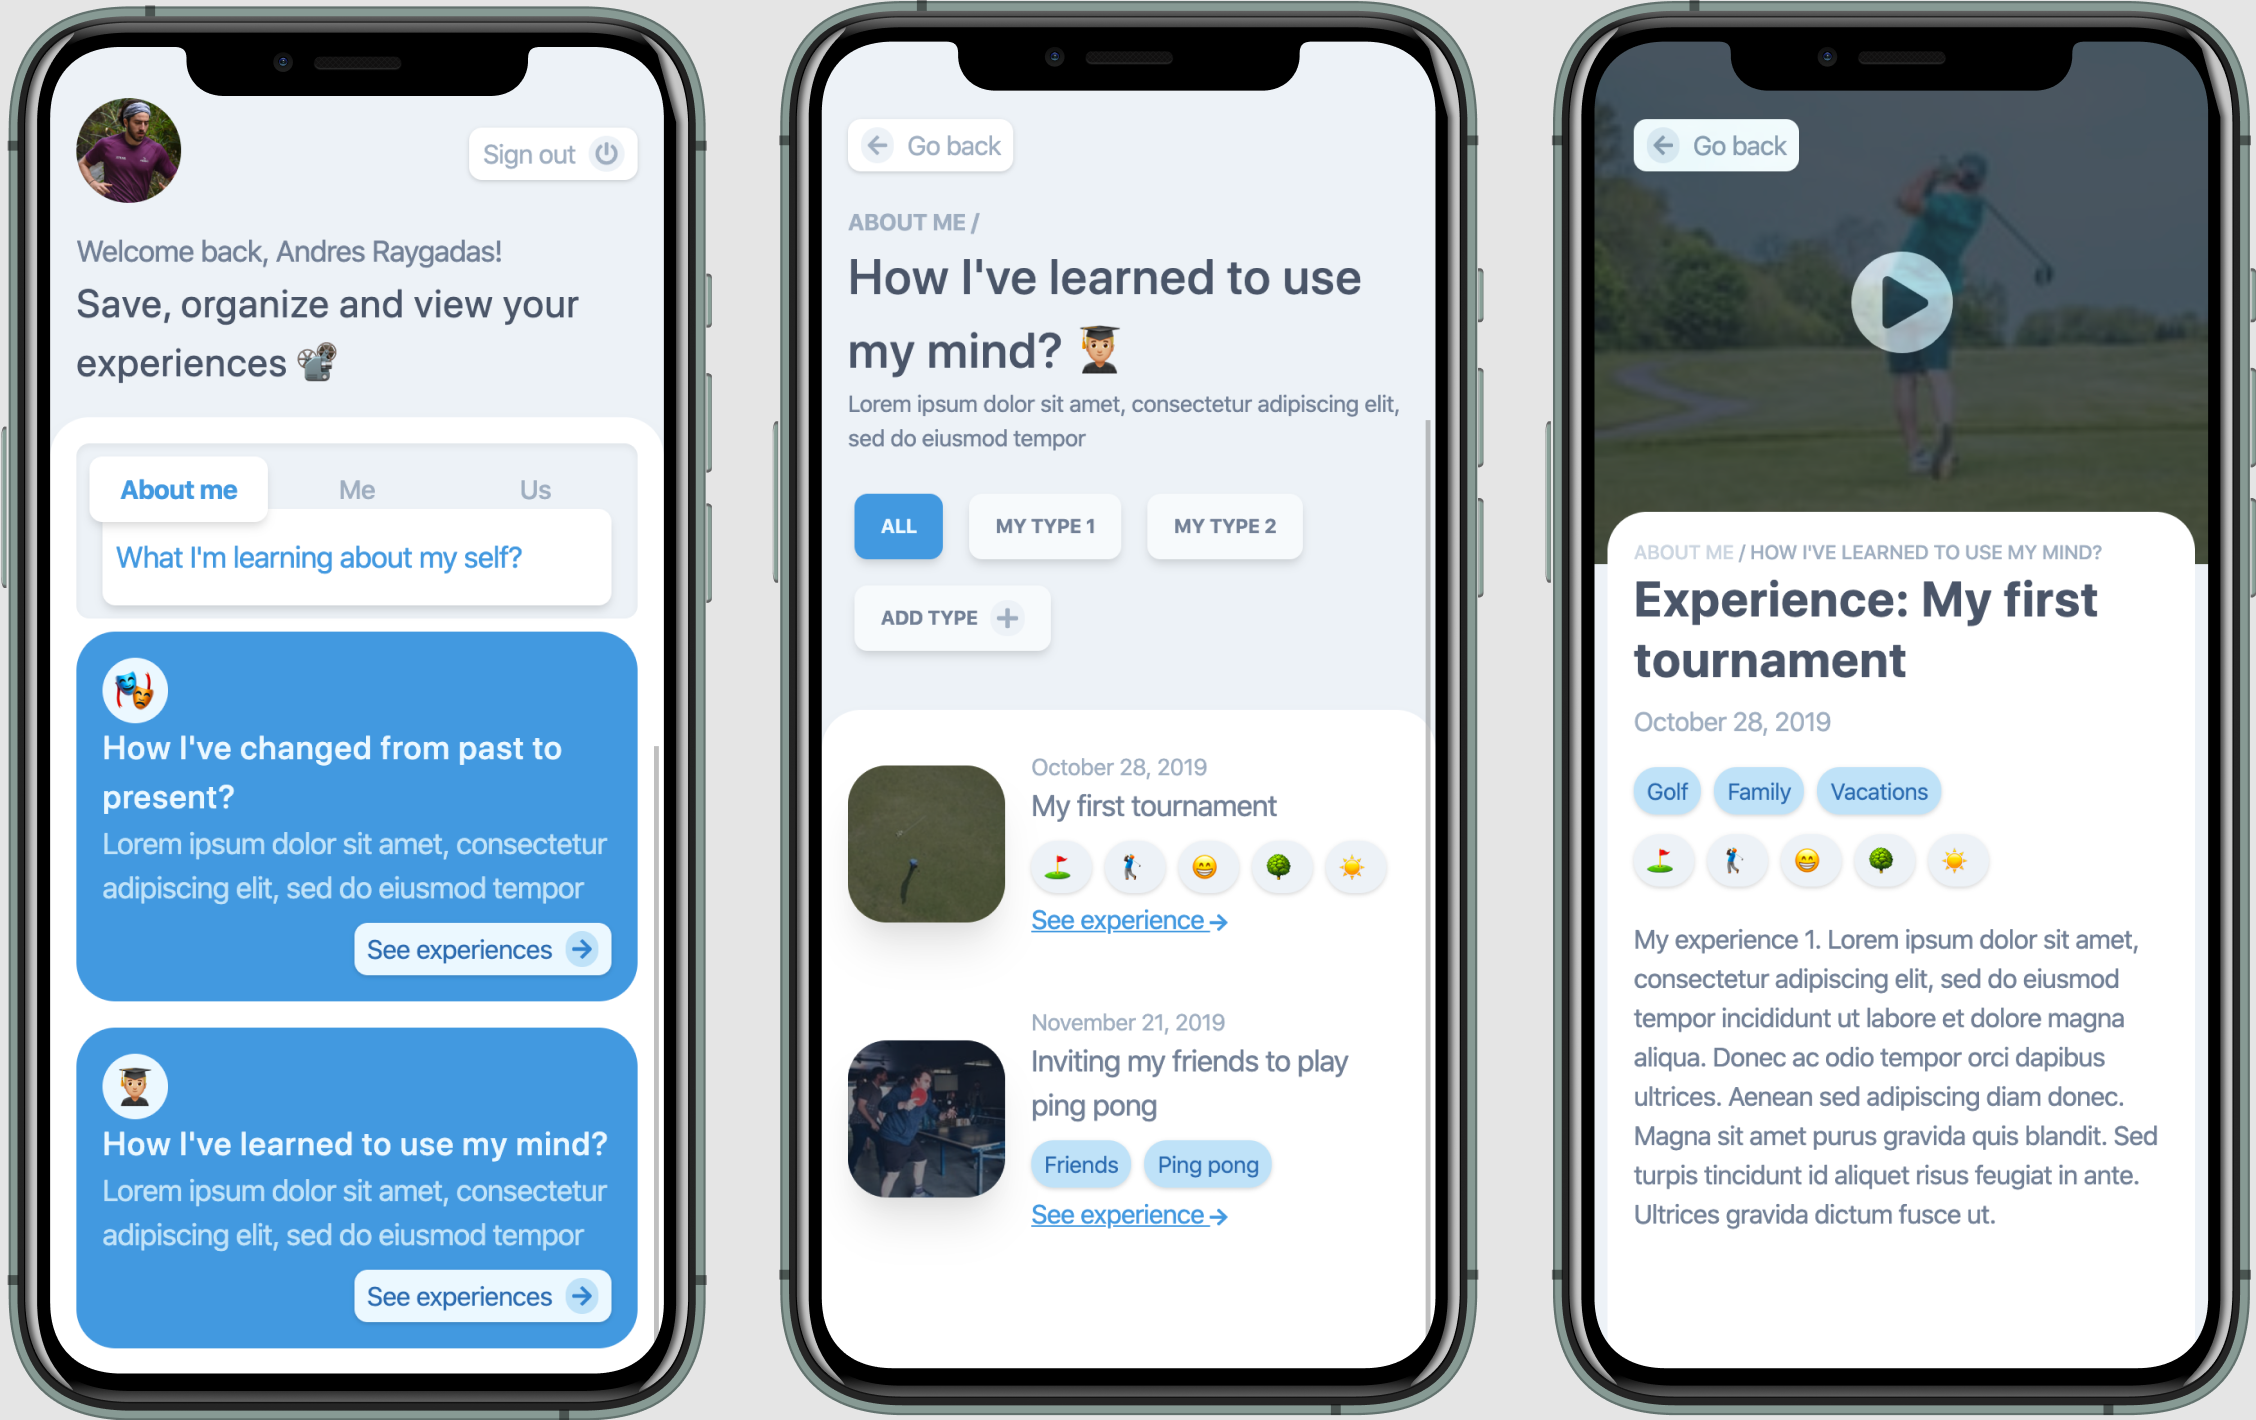 Sign out
Welcome back, Andres Raygadas!
Save, organize and view your
experiences
About me
Me
Us
What I'm learning about my self?
How I've changed from past to
present?
Lorem ipsum dolor sit amet, consectetur
adipiscing elit, sed do eiusmod tempor
See experiences
How I've learned to use my mind?
Lorem ipsum dolor sit amet, consectetur
adipiscing elit, sed do eiusmod tempor
See experiences
Go back
ABOUT ME /
How I've learned to use
my mind?
Lorem ipsum dolor sit amet, consectetur adipiscing elit,
sed do eiusmod tempor
ALL
MY TYPE 1
MY TYPE 2
ADD TYPE
October 28, 2019
My first tournament
See experience
November 21, 2019
Inviting my friends to play
ping pong
Friends
Ping pong
See experience
Go back
ABOUT ME / HOW I'VE LEARNED TO USE MY MIND?
Experience: My first
tournament
October 28, 2019
Golf
Family
Vacations
My experience 1. Lorem ipsum dolor sit amet,
consectetur adipiscing elit, sed do eiusmod
tempor incididunt ut labore et dolore magna
aliqua. Donec ac odio tempor orci dapibus
ultrices. Aenean sed adipiscing diam donec.
Magna sit amet purus gravida quis blandit. Sed
turpis tincidunt id aliquet risus feugiat in ante.
Ultrices gravida dictum fusce ut.